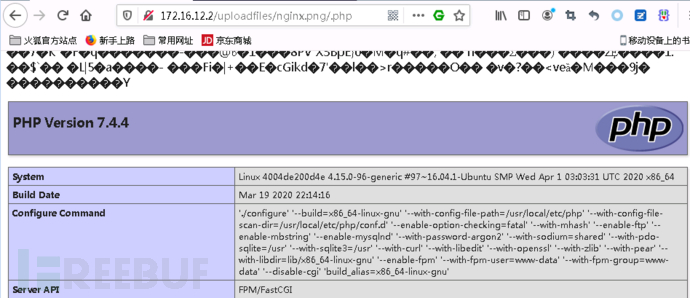 172.16.12.2/uploadfiles/nginx.png/.php
火狐官方站点 新手上路 常用网址 JD 京东商城 移动设备上的书
PHP Version 7.4.4
php
System Linux 4004de200d4e 4.15.0-96-generic #97~16.04.1-Ubuntu SMP Wed Apr 1 03:03:31 UTC 2020 x86_64
Build Date Mar 19 2020 22:14:16
Configure Command './configure' '--build=x86_64-linux-gnu' '--with-config-file-path=/usr/local/etc/php' '--with-config-file-
scan-dir=/usr/local/etc/php/conf.d' '--enable-option-checking=fatal' '--with-mhash' '--enable-ftp'
'--enable-mbstring' '--enable-mysqlnd' '--with-password-argon2' '--with-sodium=shared' '--with-pdo-
sqlite=/usr' '--with-sqlite3=/usr' '--with-curl' '--with-libedit' '--with-openssl' '--with-zlib' '--with-pear'
'--with-libdir=lib/x86_64-linux-gnu' '--enable-fpm' '--with-fpm-user=www-data' '--with-fpm-group=www-
data' '--disable-cgi' 'build_alias=x86_64-linux-gnu'
Server API FPM/FastCGI
REEBUF